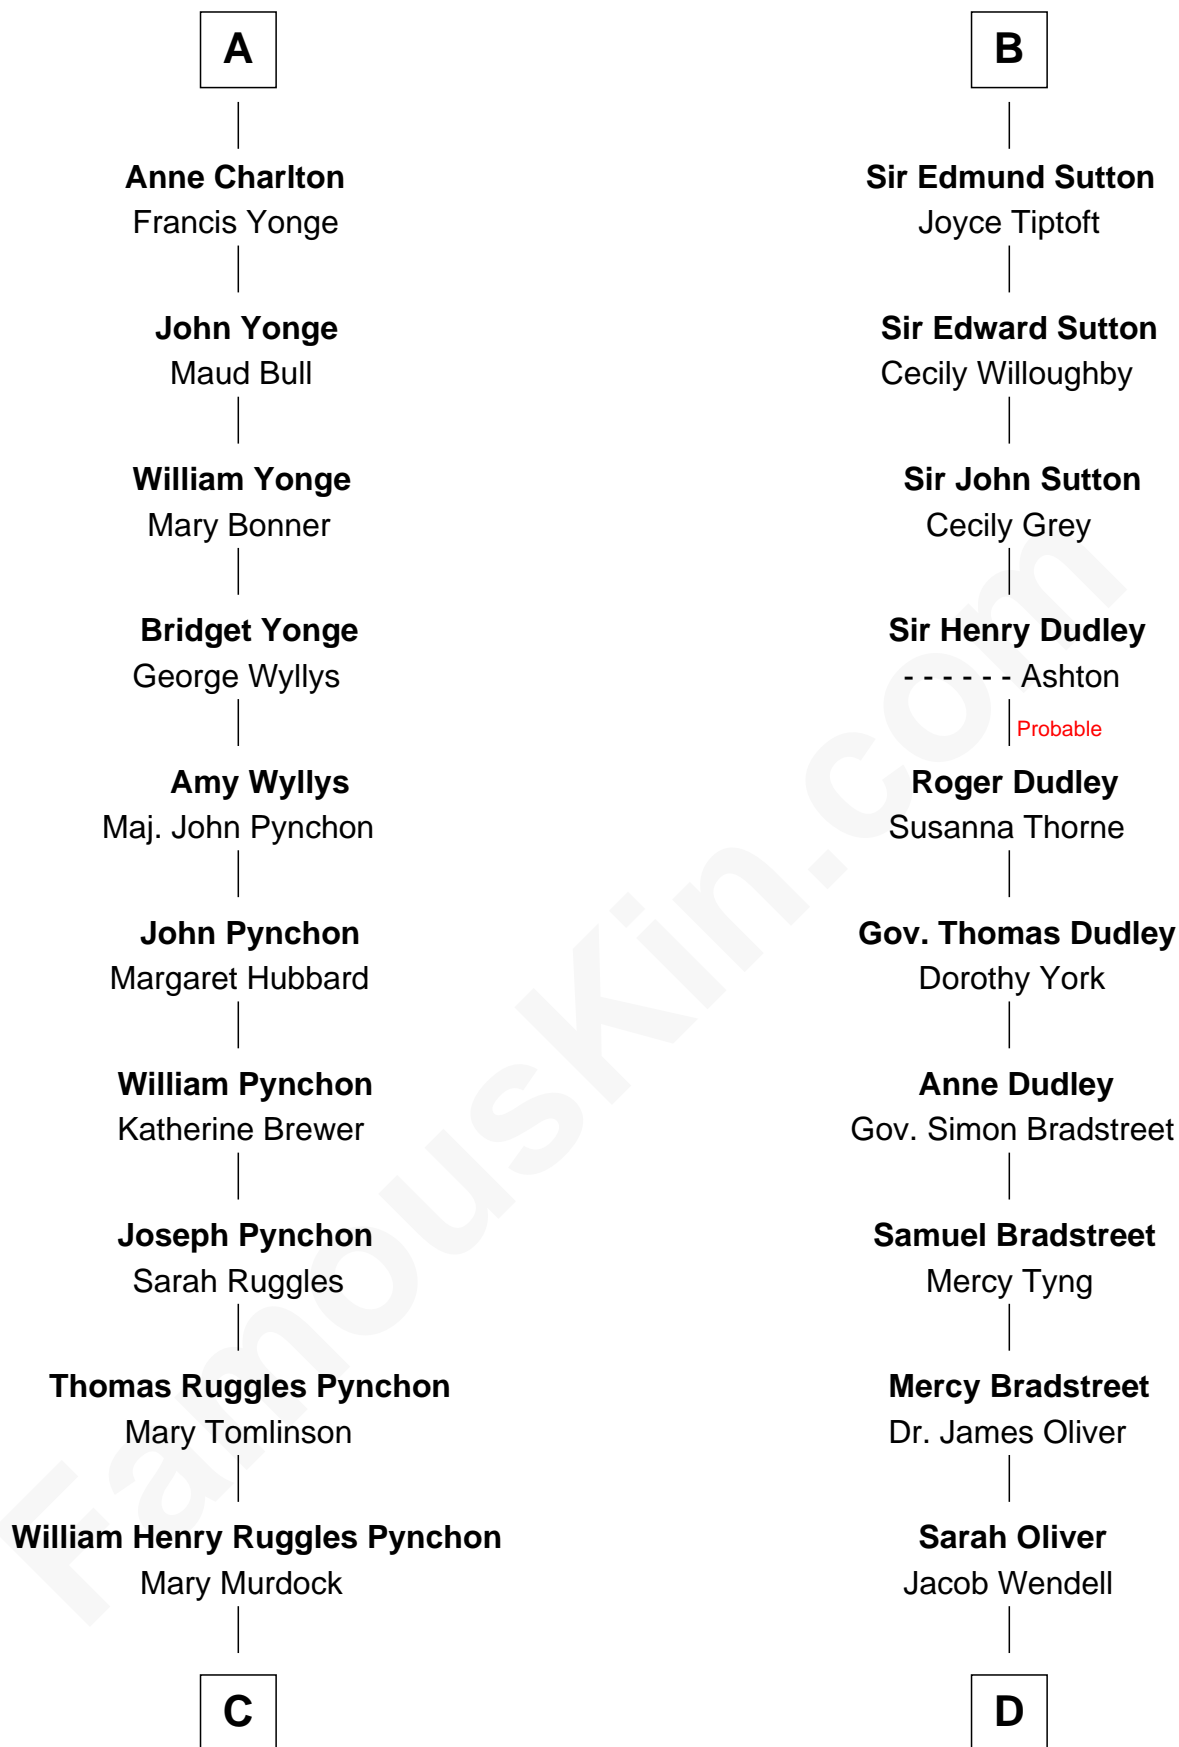 A
Anne Charlton
Francis Yonge
John Yonge
Maud Bull
William Yonge
Mary Bonner
Bridget Yonge
George Wyllys
Amy Wyllys
Maj. John Pynchon
John Pynchon
Margaret Hubbard
William Pynchon
Katherine Brewer
Joseph Pynchon
Sarah Ruggles
Thomas Ruggles Pynchon
Mary Tomlinson
William Henry Ruggles Pynchon
Mary Murdock
C
B
Sir Edmund Sutton
Joyce Tiptoft
Sir Edward Sutton
Cecily Willoughby
Sir John Sutton
Cecily Grey
Sir Henry Dudley
- - - - - - Ashton
Probable
Roger Dudley
Susanna Thorne
Gov. Thomas Dudley
Dorothy York
Anne Dudley
Gov. Simon Bradstreet
Samuel Bradstreet
Mercy Tyng
Mercy Bradstreet
Dr. James Oliver
Sarah Oliver
Jacob Wendell
D
FamousKin.com